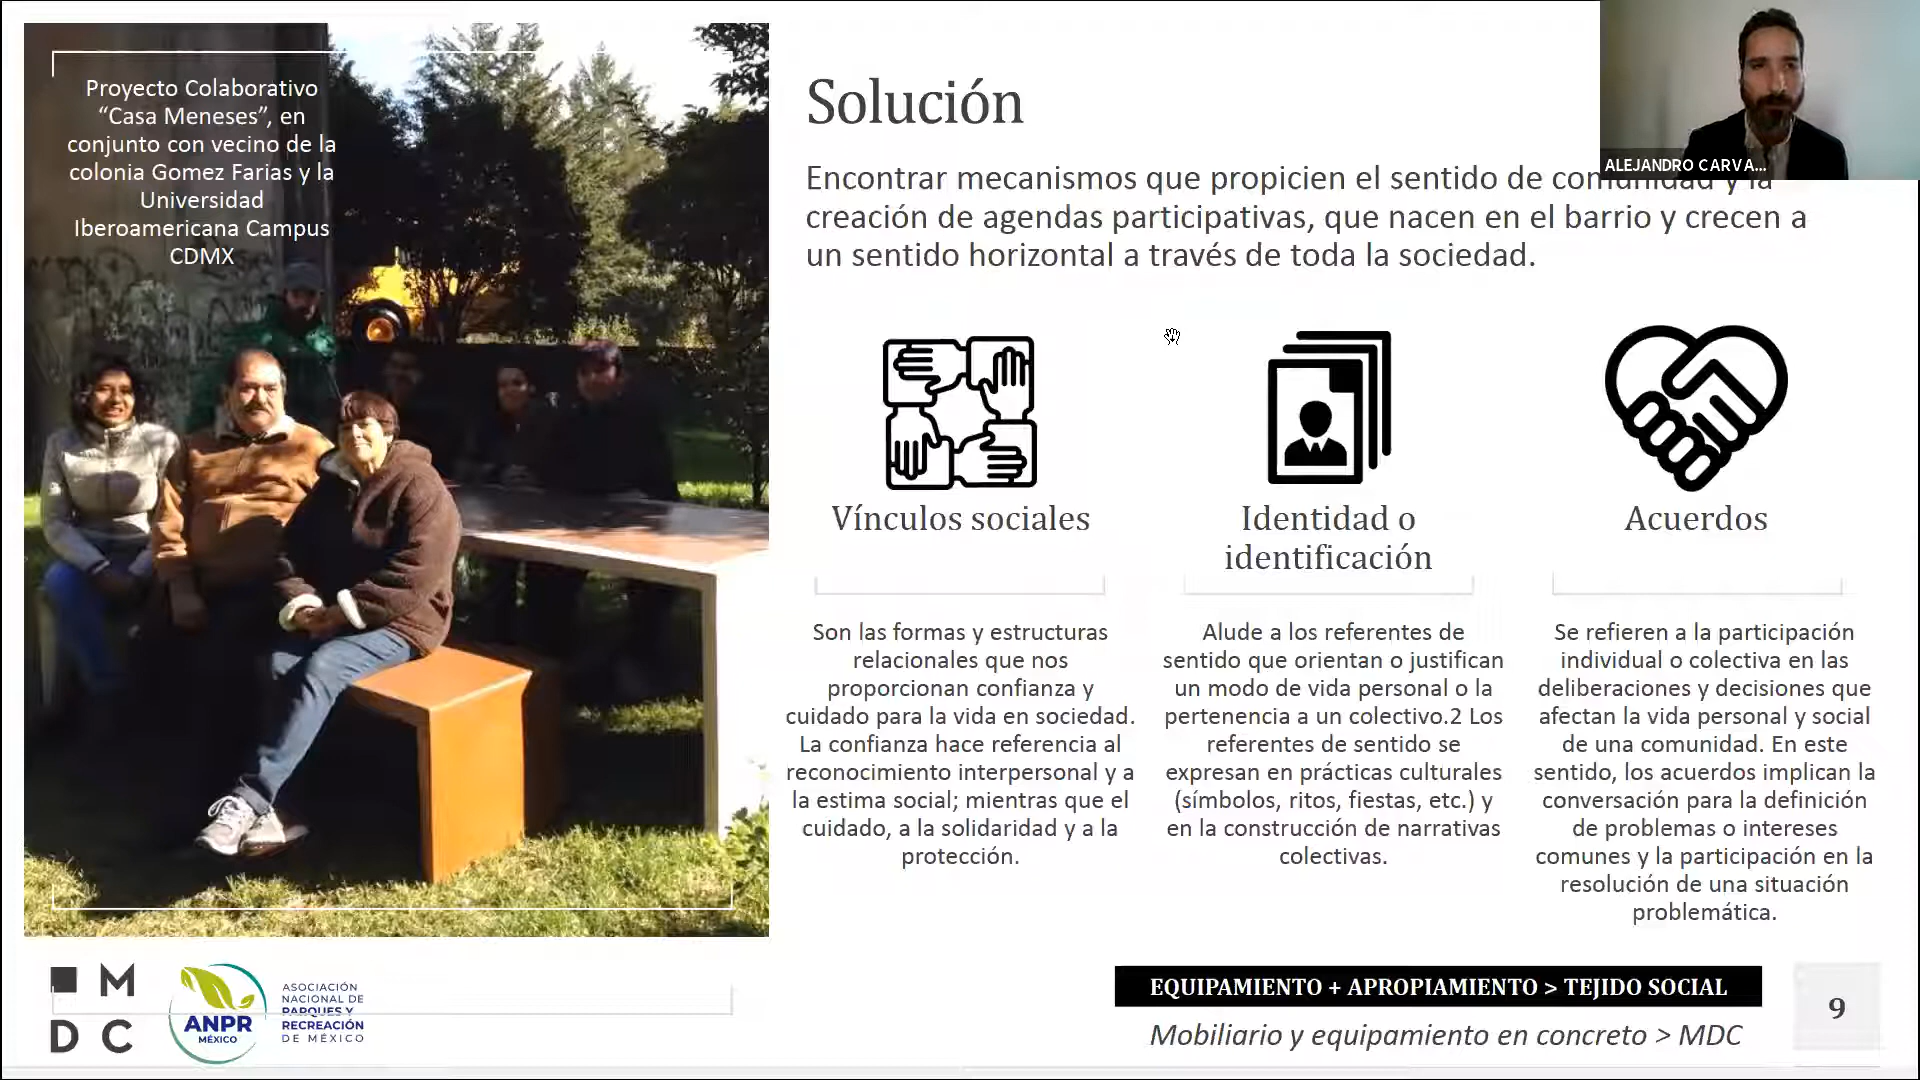 Proyecto Colaborativo
“Casa Meneses”, en
conjunto con vecino de la
colonia Gomez Farias y la
Universidad
Iberoamericana Campus
CDMX
Solución
ALEJANDRO CARVA...
Encontrar mecanismos que propicien el sentido de comunidad y la
creación de agendas participativas, que nacen en el barrio y crecen a
un sentido horizontal a través de toda la sociedad.
Vínculos sociales
Son las formas y estructuras
relacionales que nos
proporcionan confianza y
cuidado para la vida en sociedad.
La confianza hace referencia al
reconocimiento interpersonal y a
la estima social; mientras que el
cuidado, a la solidaridad y a la
protección.
Identidad o
identificación
Alude a los referentes de
sentido que orientan o justifican
un modo de vida personal o la
pertenencia a un colectivo.2 Los
referentes de sentido se
expresan en prácticas culturales
(símbolos, ritos, fiestas, etc.) y
en la construcción de narrativas
colectivas.
Acuerdos
Se refieren a la participación
individual o colectiva en las
deliberaciones y decisiones que
afectan la vida personal y social
de una comunidad. En este
sentido, los acuerdos implican la
conversación para la definición
de problemas o intereses
comunes y la participación en la
resolución de una situación
problemática.
M
DC
ANPR
MÉXICO
ASOCIACIÓN
NACIONAL DE
PARQUES Y
RECREACIÓN
DE MÉXICO
EQUIPAMIENTO + APROPIAMIENTO > TEJIDO SOCIAL
Mobiliario y equipamiento en concreto > MDC
9